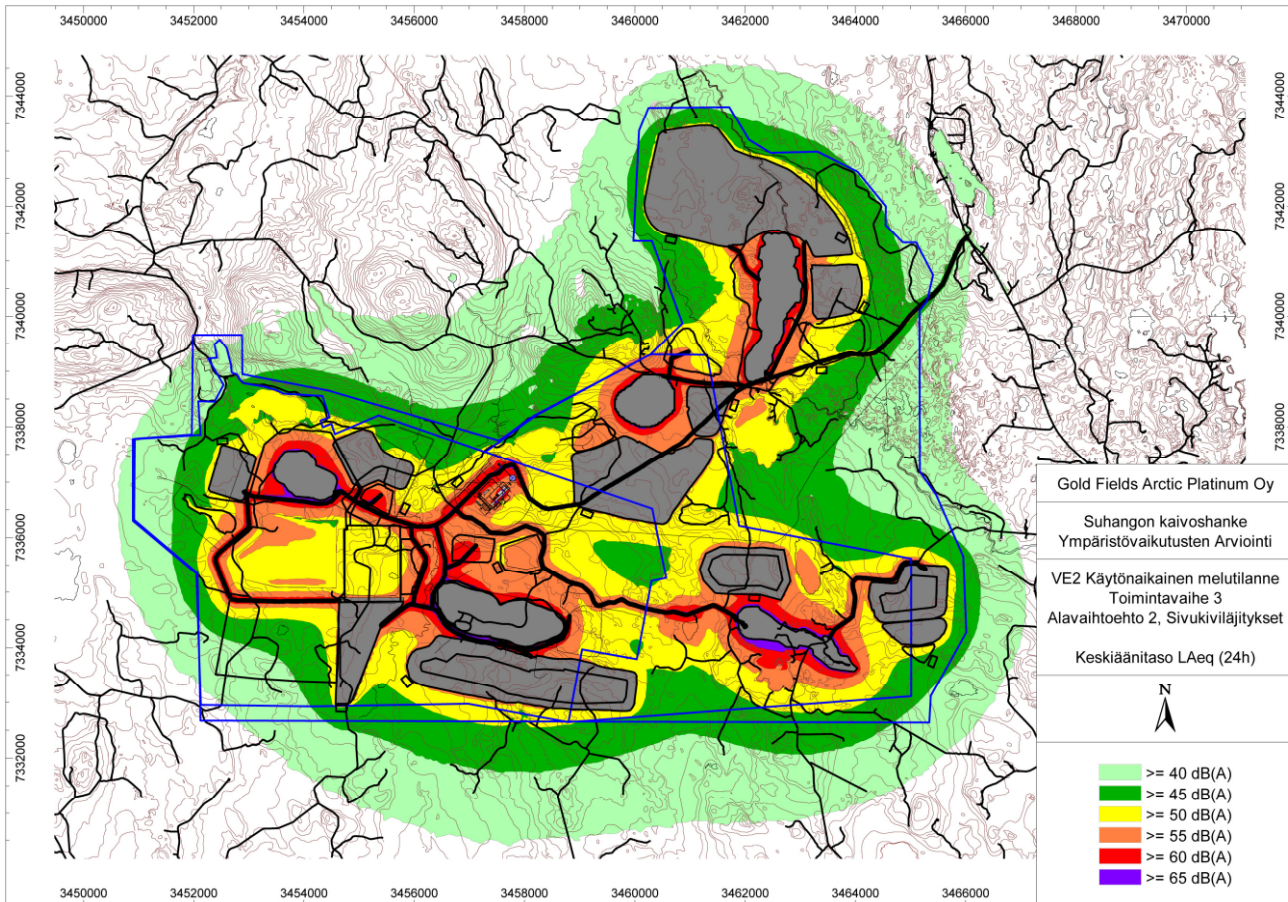 3450000 3452000 3454000 3456000 3458000 3460000 3462000 3464000 3466000 3468000 3470000
7344000 7344000
7342000 7342000
7340000 7340000
7338000 7338000
7336000
7334000
7332000
Gold Fields Arctic Platinum Oy
Suhangon kaivoshanke
Ympäristövaikutusten Arviointi
VE2 Käytönaikainen melutilanne
Toimintavaihe 3
Alavaihtoehto 2, Sivukiviläjitykset
Keskiäänitaso LAeq (24h)
N
>= 40 dB(A)
>= 45 dB(A)
>= 50 dB(A)
>= 55 dB(A)
>= 60 dB(A)
>= 65 dB(A)
3450000 3452000 3454000 3456000 3458000 3460000 3462000 3464000 3466000